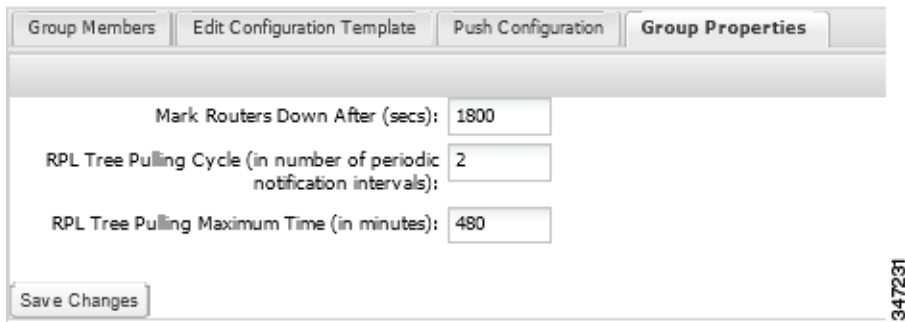 Group Members Edit Configuration Template Push Configuration Group Properties
Mark Routers Down After (secs): 1800
RPL Tree Pulling Cycle (in number of periodic 2
notification intervals):
RPL Tree Pulling Maximum Time (in minutes): 480
Save Changes
347231